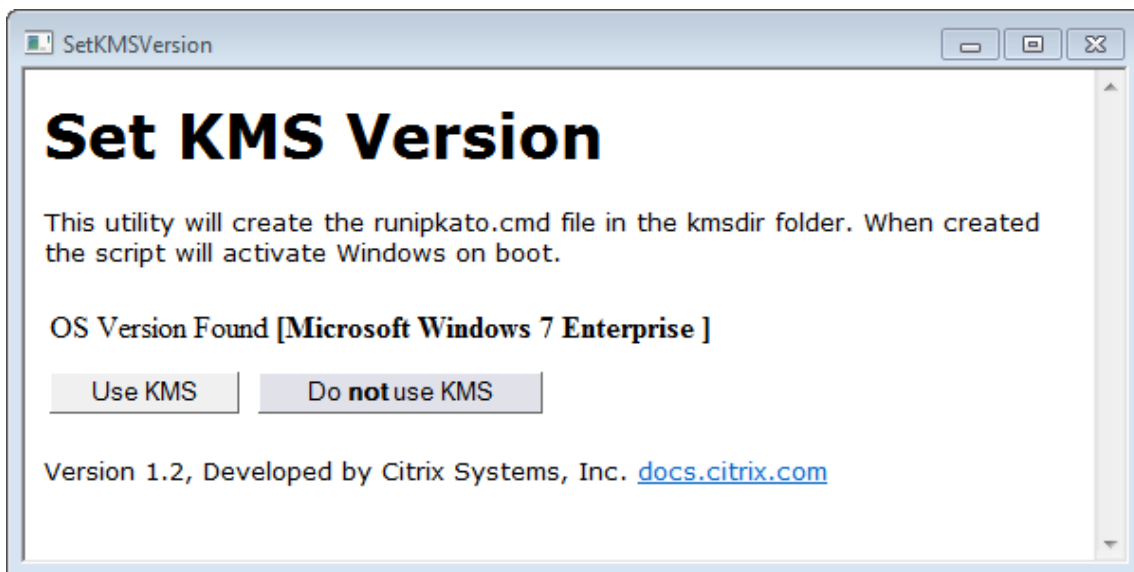 SetKMSVersion
Set KMS Version
This utility will create the runipkato.cmd file in the kmsdir folder. When created
the script will activate Windows on boot.
OS Version Found [Microsoft Windows 7 Enterprise ]
Use KMS Do not use KMS
Version 1.2, Developed by Citrix Systems, Inc. docs.citrix.com